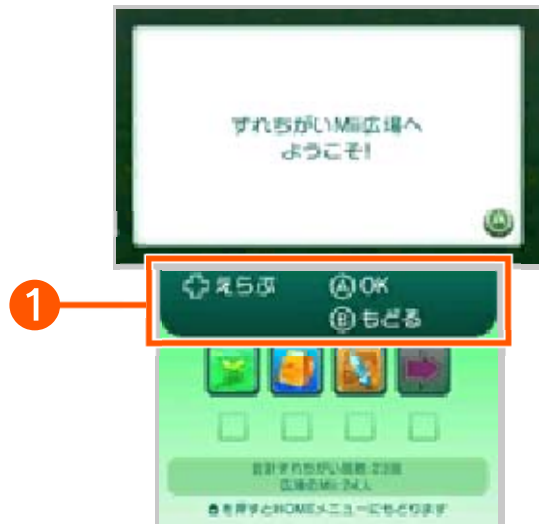 すれちがいMii広場へ
ようこそ!
1
えらぶ
A OK
B もどる
合計すれちがい回数:23回
広場のMii:24人
を押すとHOMEメニューにもどります